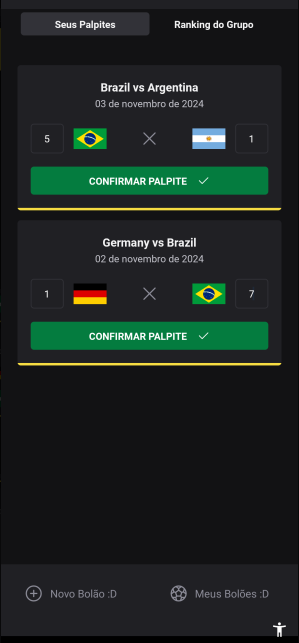 Seus Palpites
Ranking do Grupo
Brazil vs Argentina
03 de novembro de 2024
5
1
CONFIRMAR PALPITE
Germany vs Brazil
02 de novembro de 2024
1
7
CONFIRMAR PALPITE
Novo Bolão :D
Meus Bolões :D